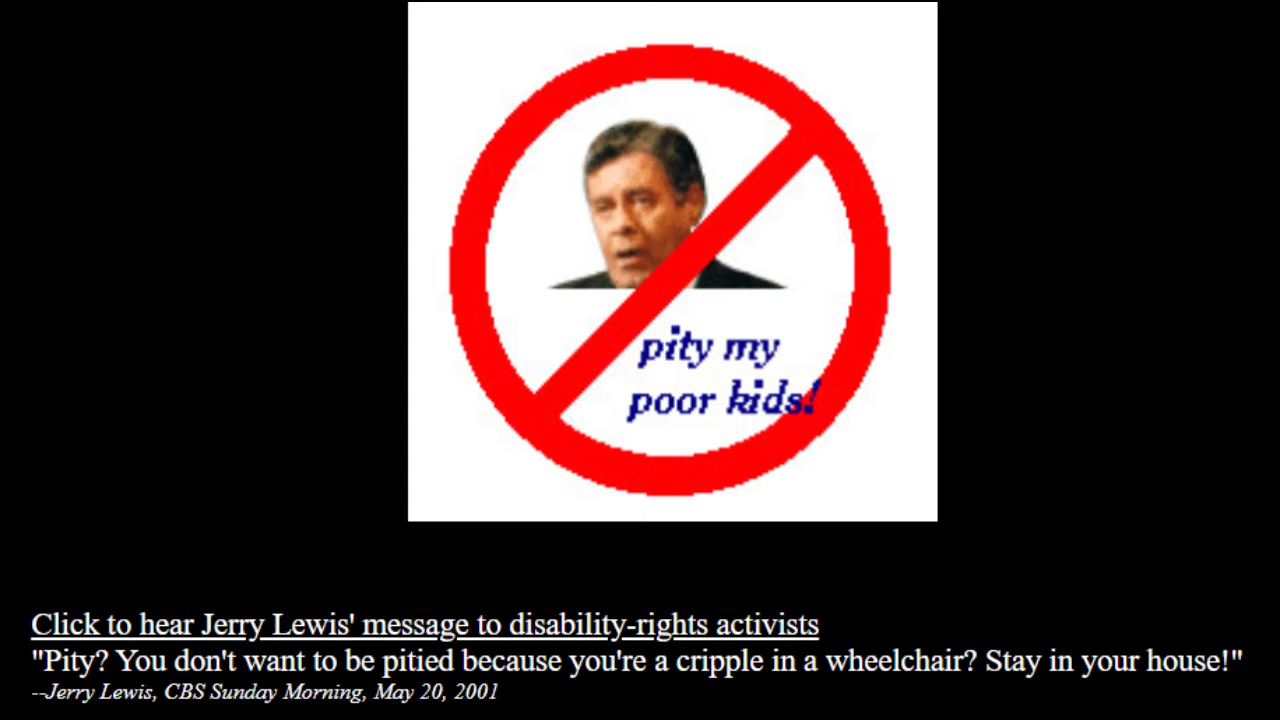 pity my
poor kids!
Click to hear Jerry Lewis' message to disability-rights activists
"Pity? You don't want to be pitied because you're a cripple in a wheelchair? Stay in your house!"
--Jerry Lewis, CBS Sunday Morning, May 20, 2001